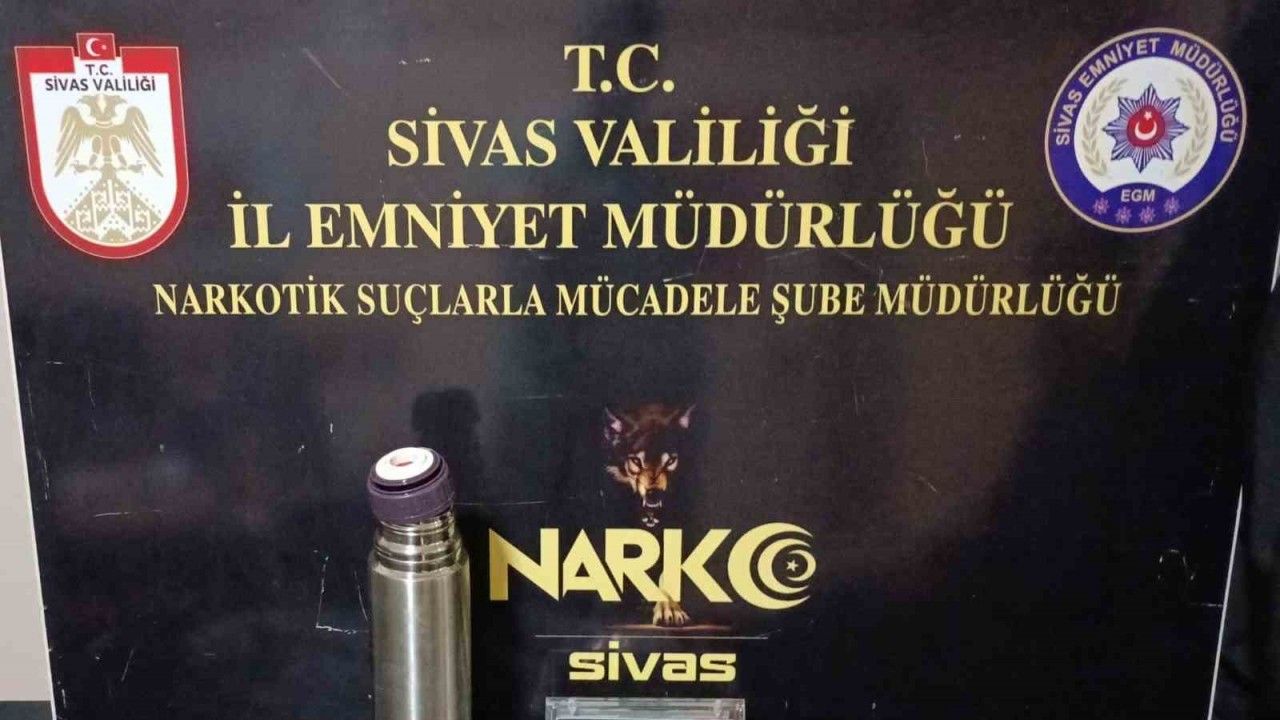 T.C.
SİVAS VALİLİĞİ
T.C.
SİVAS VALİLİĞİ
İL EMNİYET MÜDÜRLÜĞÜ
NARKOTİK SUÇLARLA MÜCADELE ŞUBE MÜDÜRLÜĞÜ
SİVAS EMNİYET MÜDÜRLÜĞÜ
EGM
NARKO
sivas